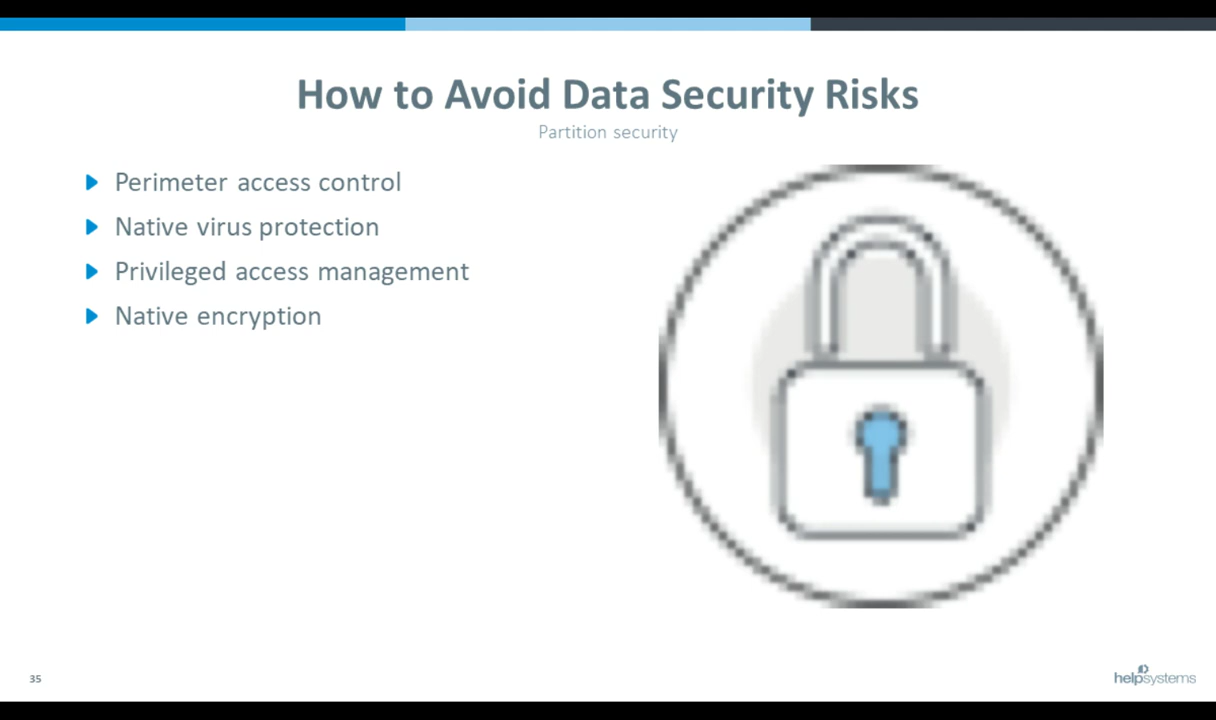 How to Avoid Data Security Risks
Partition security
Perimeter access control
Native virus protection
Privileged access management
Native encryption
35
helpsystems